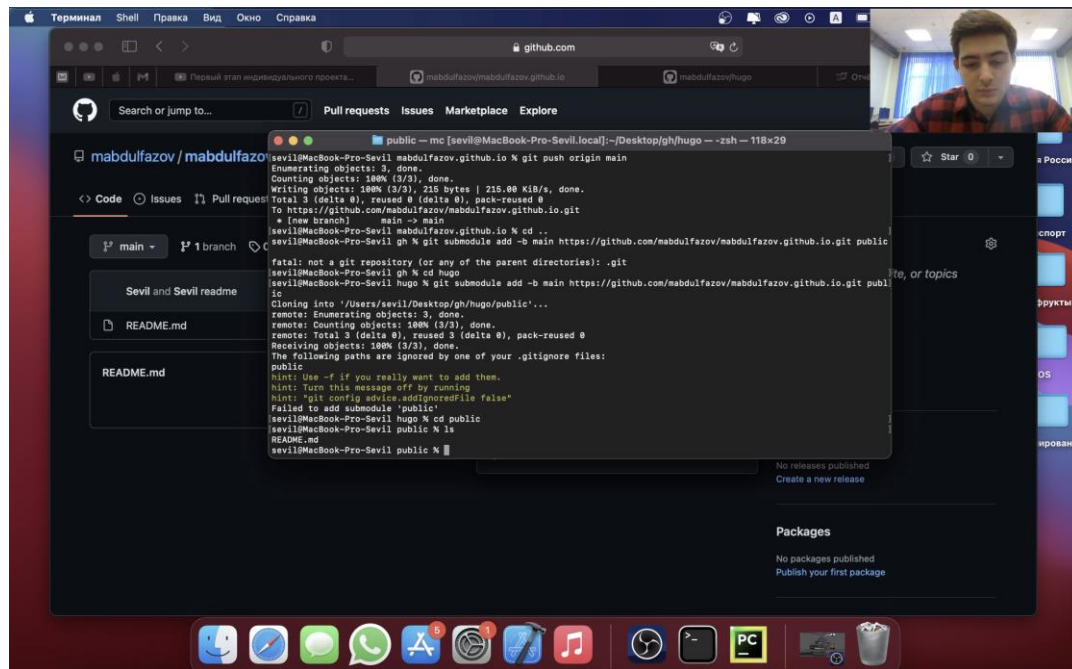 Терминал Shell Правка Вид Окно Справка
github.com
Первый этап индивидуального проекта...
mabdulfazov/mabdulfazov.github.io
mabdulfazov/hugo
Search or jump to...
/
Pull requests Issues Marketplace Explore
mabdulfazov / mabdulfazo
Star 0
Code Issues Pull request
main 1 branch
Sevil and Sevil readme
README.md
README.md
public — mc [sevil@MacBook-Pro-Sevil.local]:~/Desktop/gh/hugo — -zsh — 118×29
sevil@MacBook-Pro-Sevil mabdulfazov.github.io % git push origin main
Enumerating objects: 3, done.
Counting objects: 100% (3/3), done.
Writing objects: 100% (3/3), 215 bytes | 215.00 KiB/s, done.
Total 3 (delta 0), reused 0 (delta 0), pack-reused 0
To https://github.com/mabdulfazov/mabdulfazov.github.io.git
* [new branch] main -> main
sevil@MacBook-Pro-Sevil mabdulfazov.github.io % cd ..
sevil@MacBook-Pro-Sevil gh % git submodule add -b main https://github.com/mabdulfazov/mabdulfazov.github.io.git public
fatal: not a git repository (or any of the parent directories): .git
sevil@MacBook-Pro-Sevil gh % cd hugo
sevil@MacBook-Pro-Sevil hugo % git submodule add -b main https://github.com/mabdulfazov/mabdulfazov.github.io.git publ
ic
Cloning into '/Users/sevil/Desktop/gh/hugo/public'...
remote: Enumerating objects: 3, done.
remote: Counting objects: 100% (3/3), done.
remote: Total 3 (delta 0), reused 3 (delta 0), pack-reused 0
Receiving objects: 100% (3/3), done.
The following paths are ignored by one of your .gitignore files:
public
hint: Use -f if you really want to add them.
hint: Turn this message off by running
hint: "git config advice.addIgnoredFile false"
Failed to add submodule 'public'
sevil@MacBook-Pro-Sevil hugo % cd public
sevil@MacBook-Pro-Sevil public % ls
README.md
sevil@MacBook-Pro-Sevil public %
te, or topics
No releases published
Create a new release
Packages
No packages published
Publish your first package
я Росси
спорт
фрукты
os
ирован
5
1
PC